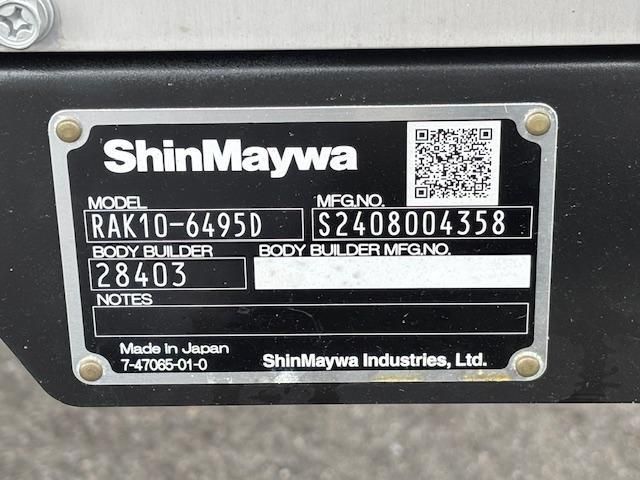 ShinMaywa
MODEL MFG.NO.
RAK10-6495D S2408004358
BODY BUILDER BODY BUILDER MFG.NO.
28403
NOTES
Made in Japan
7-47065-01-0 ShinMaywa Industries, Ltd.